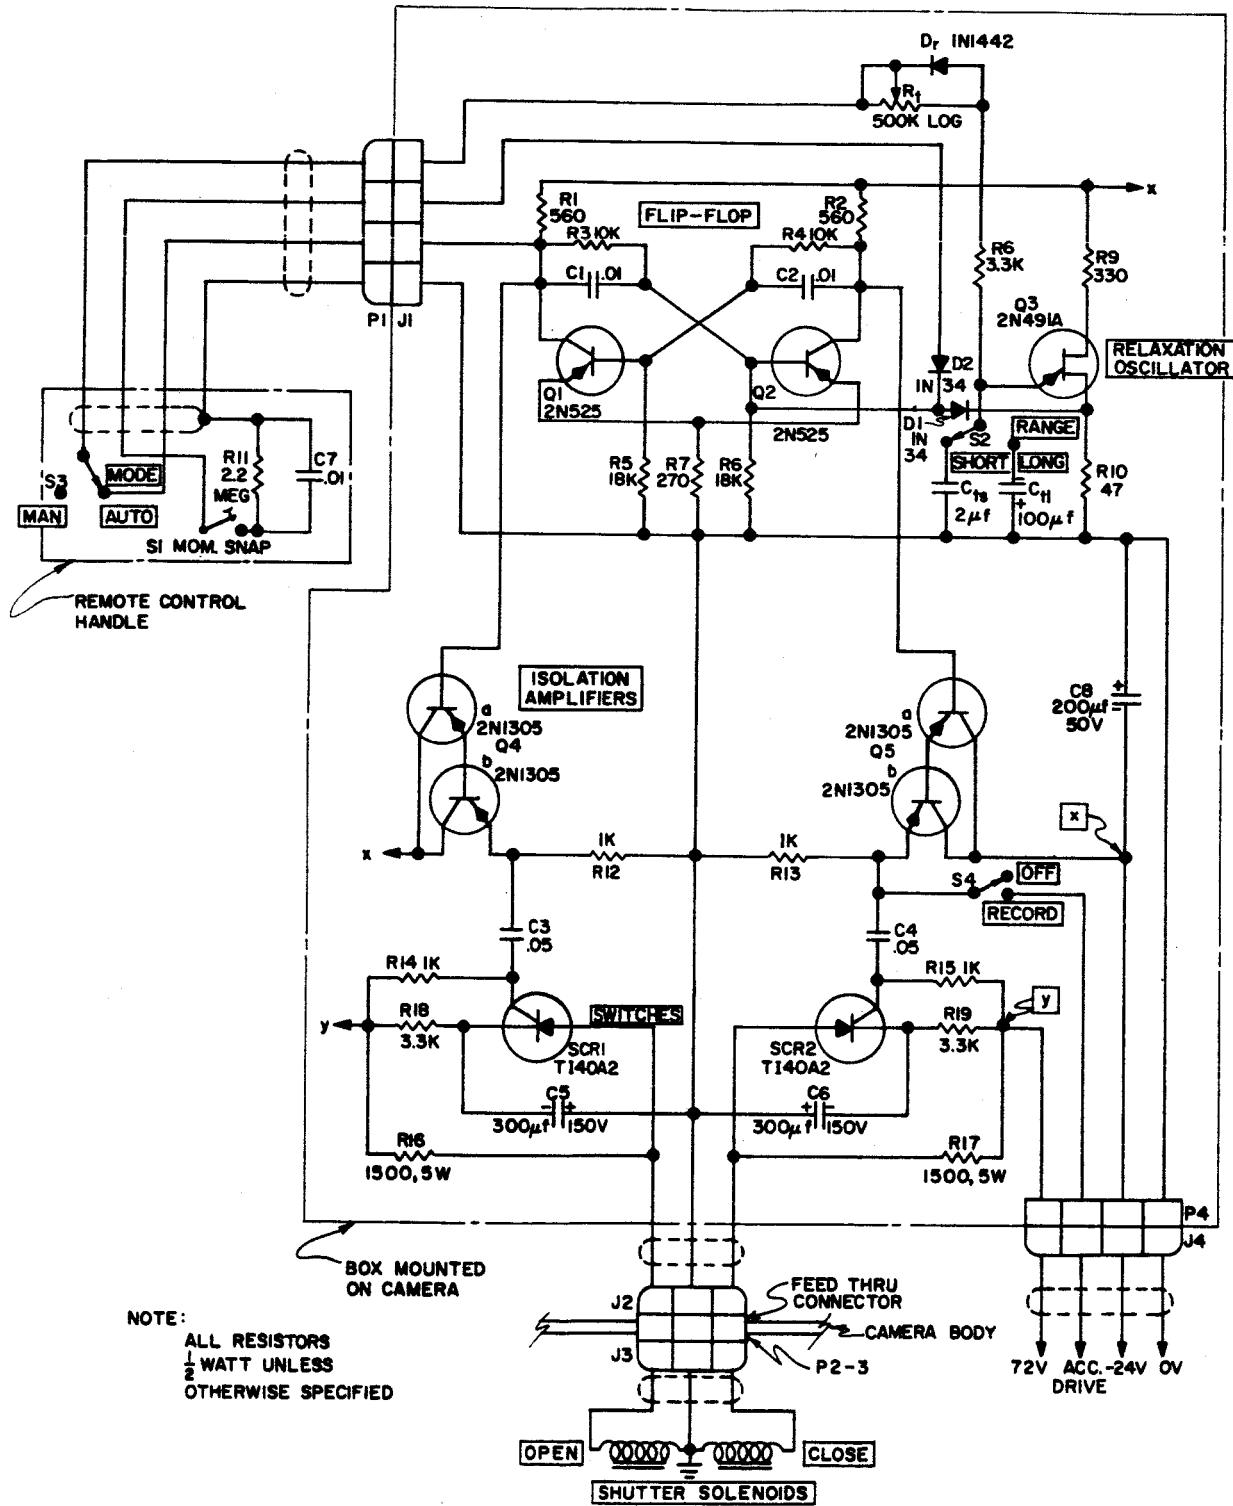 Dr IN1442
Rt
500K LOG
x
R1
560
FLIP-FLOP
R2
560
R3 10K
R4 10K
C1 .01
C2 .01
R6
3.3K
R9
330
Q3
2N491A
RELAXATION
OSCILLATOR
P1 J1
Q1
2N525
Q2
2N525
D2
IN
34
D1
IN
34
S2
RANGE
SHORT
LONG
R5
18K
R7
270
R6
18K
Cts
2µf
Ctl
+
100µf
R10
47
S3
MODE
MAN
AUTO
R11
2.2
MEG
C7
.01
S1 MOM. SNAP
REMOTE CONTROL
HANDLE
ISOLATION
AMPLIFIERS
a
2N1305
Q4
b
2N1305
a
2N1305
Q5
b
2N1305
C8
200µf
50V
+
x
x
1K
R12
1K
R13
S4
OFF
RECORD
C3
.05
C4
.05
R14 1K
R15 1K
y
R18
3.3K
SWITCHES
SCR1
TI40A2
SCR2
TI40A2
R19
3.3K
y
C5
- +
300µf 150V
C6
+ -
300µf 150V
R16
1500, 5W
R17
1500, 5W
P4
J4
BOX MOUNTED
ON CAMERA
J2
J3
FEED THRU
CONNECTOR
CAMERA BODY
P2-3
72V ACC. -24V 0V
DRIVE
NOTE:
ALL RESISTORS
1/2 WATT UNLESS
OTHERWISE SPECIFIED
OPEN
CLOSE
SHUTTER SOLENOIDS